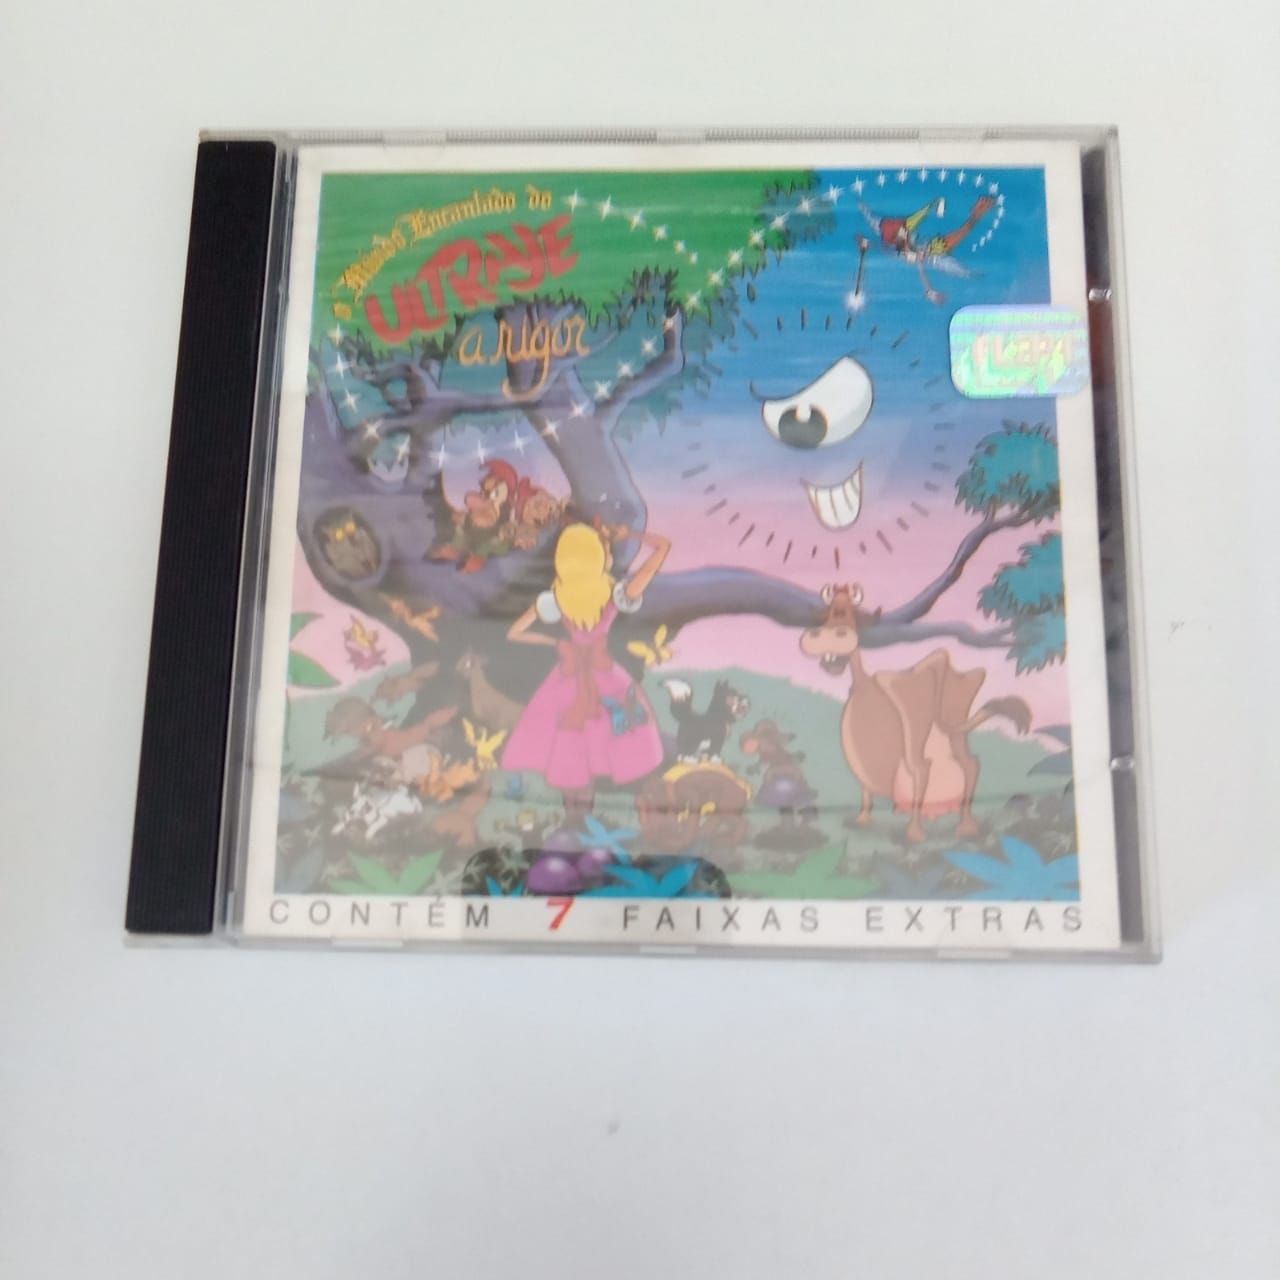 o Mundo Encantado do
ULTRAJE
a rigor
CONTÉM 7 FAIXAS EXTRAS